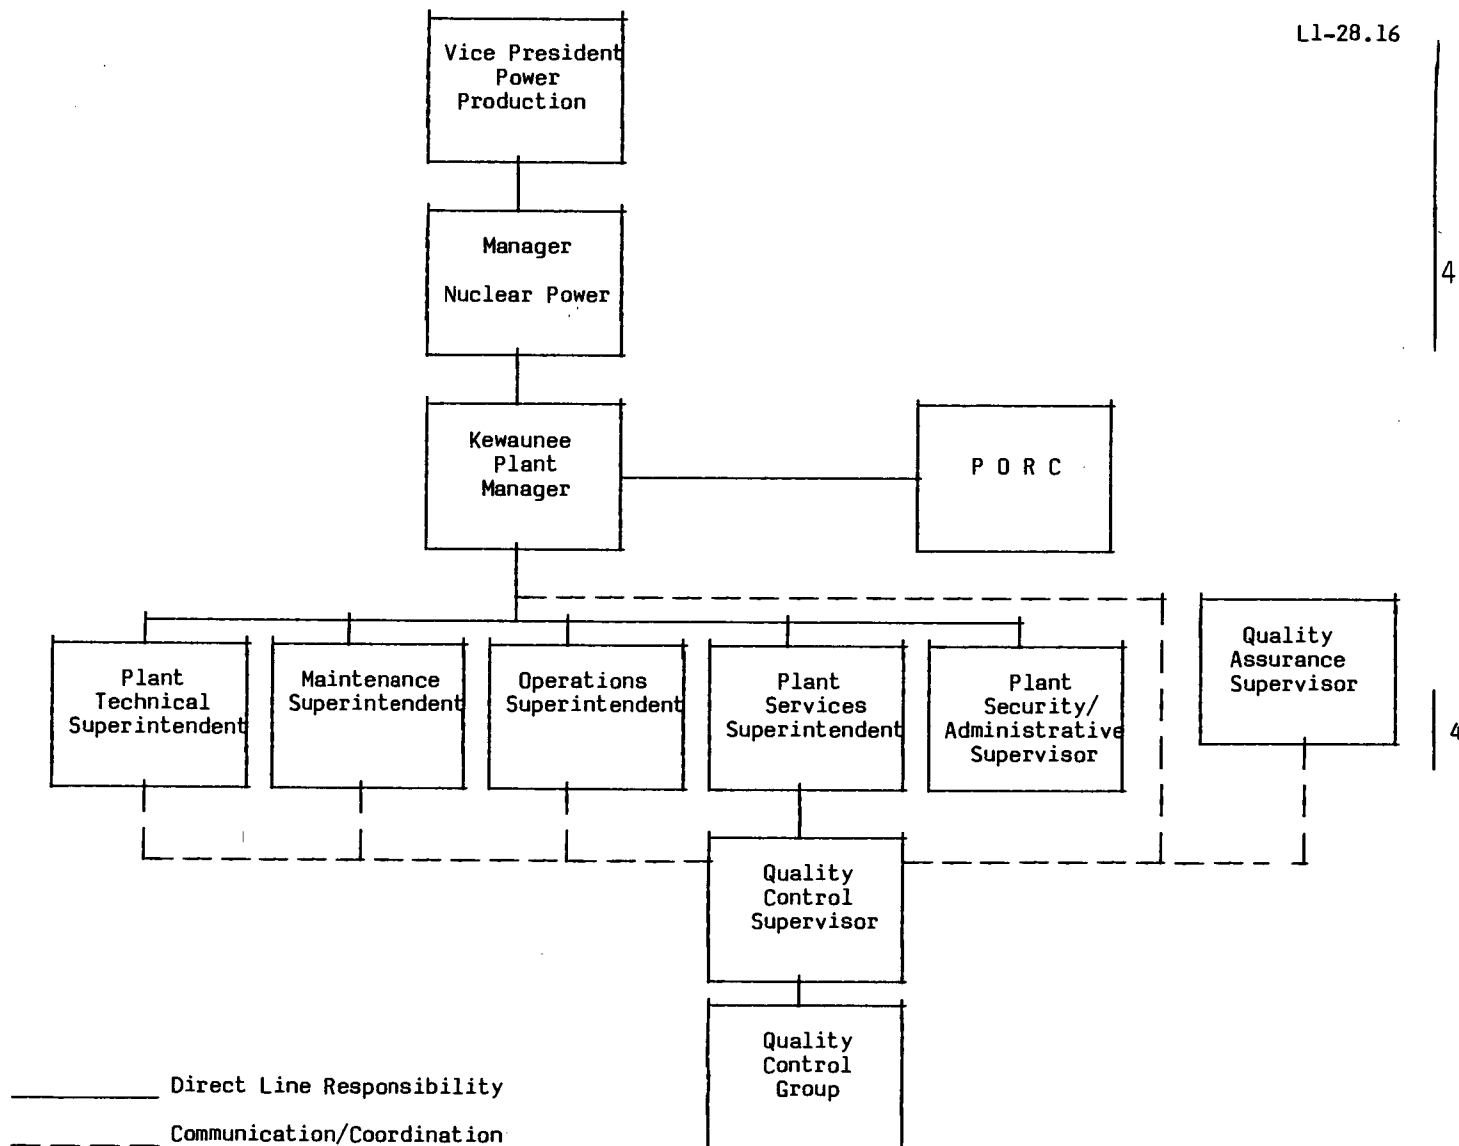 L1-28.16
Vice President
Power
Production
Manager
Nuclear Power
4
Kewaunee
Plant
Manager
P O R C
Plant
Technical
Superintendent
Maintenance
Superintendent
Operations
Superintendent
Plant
Services
Superintendent
Plant
Security/
Administrative
Supervisor
Quality
Assurance
Supervisor
4
Quality
Control
Supervisor
Quality
Control
Group
Direct Line Responsibility
Communication/Coordination